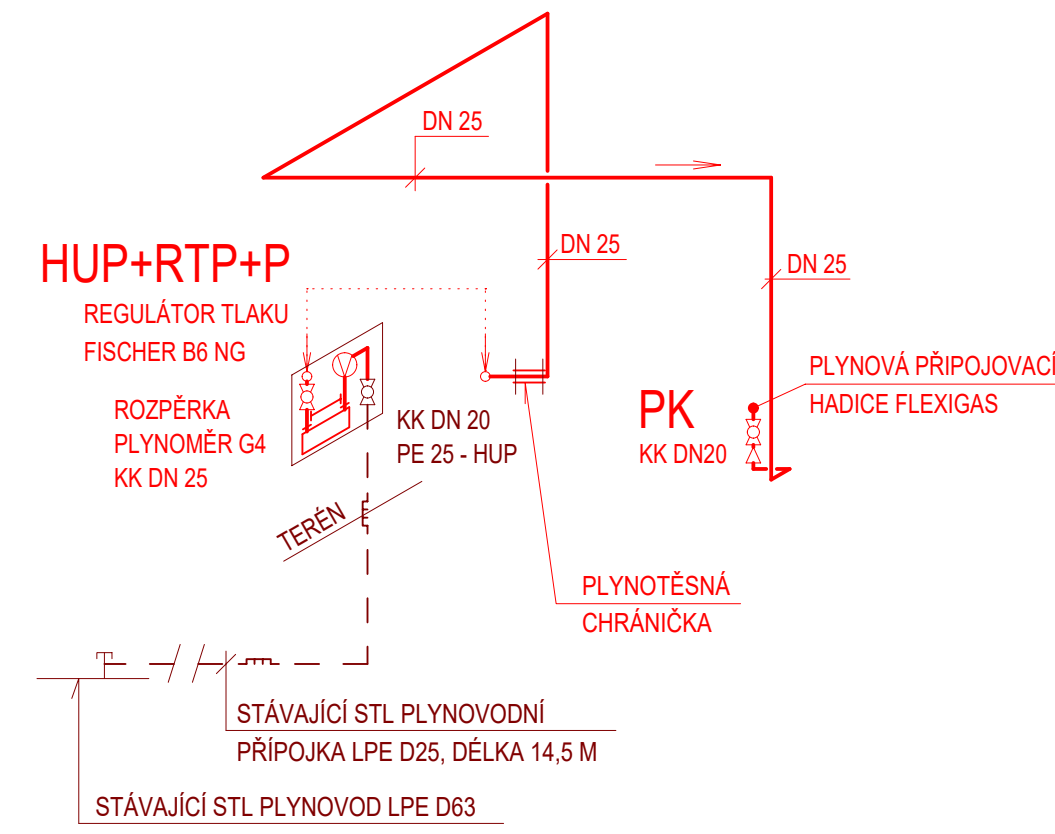 DN 25
DN 25
DN 25
HUP+RTP+P
REGULÁTOR TLAKU
FISCHER B6 NG
ROZPĚRKA
PLYNOMĚR G4
KK DN 25
KK DN 20
PE 25 - HUP
PK
KK DN20
PLYNOVÁ PŘIPOJOVACÍ
HADICE FLEXIGAS
TERÉN
PLYNOTĚSNÁ
CHRÁNIČKA
STÁVAJÍCÍ STL PLYNOVODNÍ
PŘÍPOJKA LPE D25, DÉLKA 14,5 M
STÁVAJÍCÍ STL PLYNOVOD LPE D63